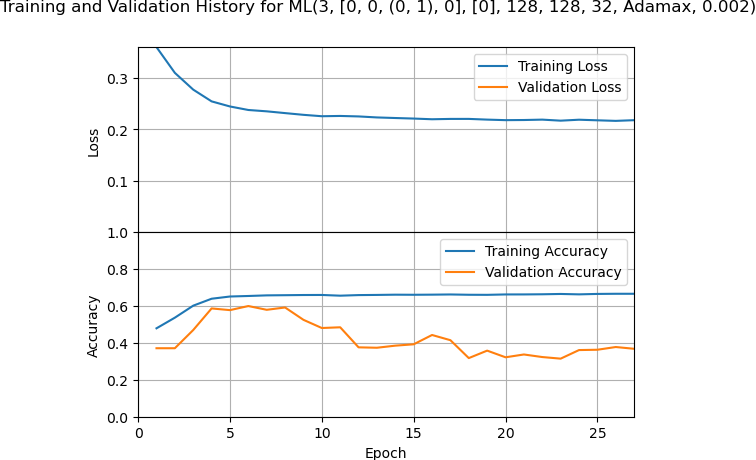 Training and Validation History for ML(3, [0, 0, (0, 1), 0], [0], 128, 128, 32, Adamax, 0.002)
0.3
0.2
0.1
Loss
Training Loss
Validation Loss
1.0
0.8
0.6
0.4
0.2
0.0
Accuracy
Training Accuracy
Validation Accuracy
0 5 10 15 20 25
Epoch